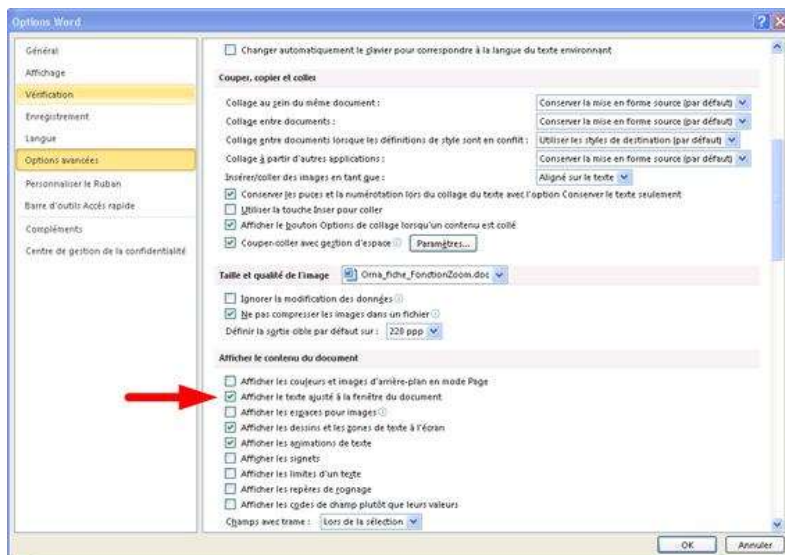 Options Word
Général
Affichage
Vérification
Enregistrement
Langue
Options avancées
Personnaliser le Ruban
Barre d'outils Accès rapide
Compléments
Centre de gestion de la confidentialité
Changer automatiquement le clavier pour correspondre à la langue du texte environnant
Couper, copier et coller
Collage au sein du même document : Conserver la mise en forme source (par défaut)
Collage entre documents : Conserver la mise en forme source (par défaut)
Collage entre documents lorsque les définitions de style sont en conflit : Utiliser les styles de destination (par défaut)
Collage à partir d'autres applications : Conserver la mise en forme source (par défaut)
Insérer/coller des images en tant que : Aligné sur le texte
Conserver les puces et la numérotation lors du collage du texte avec l'option Conserver le texte seulement
Utiliser la touche Inser pour coller
Afficher le bouton Options de collage lorsqu'un contenu est collé
Couper-coller avec gestion d'espace Paramètres...
Taille et qualité de l'image Orna_fiche_FonctionZoom.doc
Ignorer la modification des données
Ne pas compresser les images dans un fichier
Définir la sortie cible par défaut sur : 220 ppp
Afficher le contenu du document
Afficher les couleurs et images d'arrière-plan en mode Page
Afficher le texte ajusté à la fenêtre du document
Afficher les espaces pour images
Afficher les dessins et les zones de texte à l'écran
Afficher les animations de texte
Afficher les signets
Afficher les limites d'un texte
Afficher les repères de rognage
Afficher les codes de champ plutôt que leurs valeurs
Champs avec trame : Lors de la sélection
OK Annuler